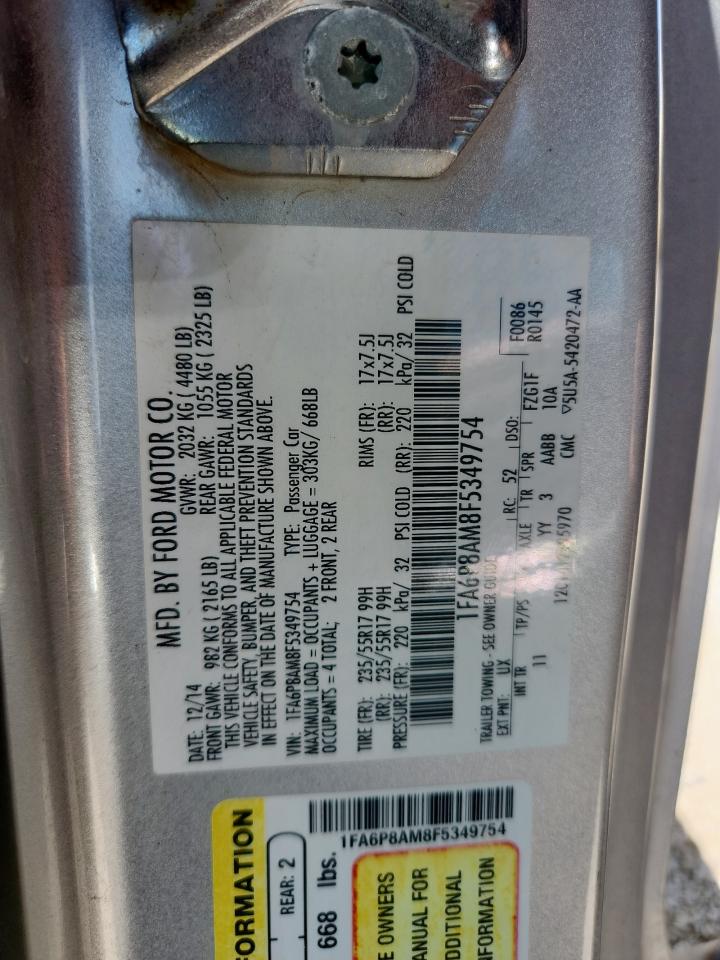 MFD. BY FORD MOTOR CO.
DATE: 12/14 GVWR: 2032 KG ( 4480 LB)
FRONT GAWR: 982 KG ( 2165 LB) REAR GAWR: 1055 KG ( 2325 LB)
THIS VEHICLE CONFORMS TO ALL APPLICABLE FEDERAL MOTOR
VEHICLE SAFETY, BUMPER, AND THEFT PREVENTION STANDARDS
IN EFFECT ON THE DATE OF MANUFACTURE SHOWN ABOVE.
VIN: 1FA6P8AM8F5349754 TYPE: Passenger Car
MAXIMUM LOAD = OCCUPANTS + LUGGAGE = 303KG/ 668LB
OCCUPANTS = 4 TOTAL; 2 FRONT, 2 REAR
TIRE (FR): 235/55R17 99H RIMS (FR): 17x7.5J
(RR): 235/55R17 99H (RR): 17x7.5J
PRESSURE (FR): 220 kPa/ 32 PSI COLD (RR): 220 kPa/ 32 PSI COLD
1FA6P8AM8F5349754
TRAILER TOWING - SEE OWNER GUIDE
EXT PNT: UX RC: 52 DSO: F0086
INT TR TP/PS AXLE TR SPR FZG1F R0145
11 YY 3 AABB 10A
5970 CMC ▽5U5A-5420472-AA
FORMATION
REAR: 2
668 lbs.
1FA6P8AM8F5349754
E OWNERS
ANUAL FOR
DDITIONAL
NFORMATION